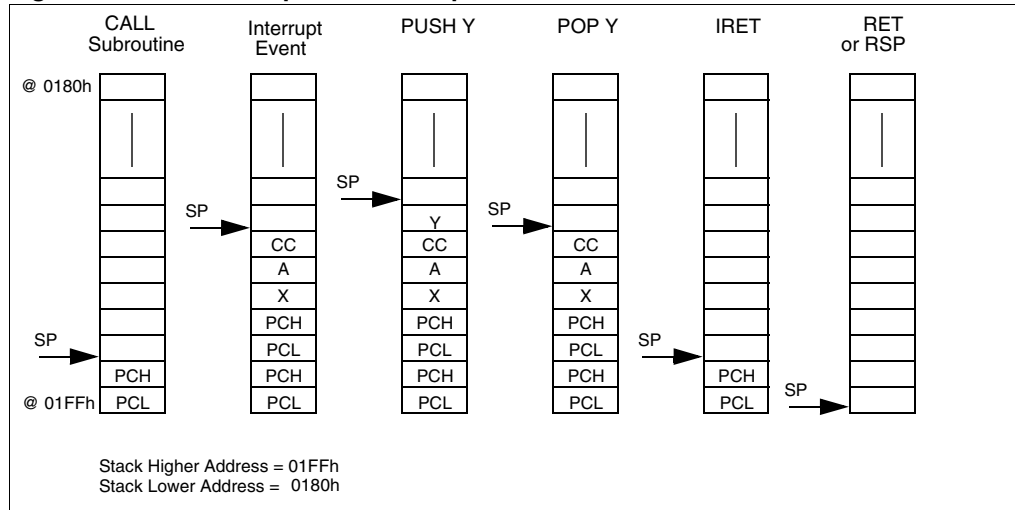 CALL
Subroutine
Interrupt
Event
PUSH Y
POP Y
IRET
RET
or RSP
@ 0180h
SP
SP
SP
Y
CC
CC
CC
A
A
A
X
X
X
PCH
PCH
PCH
SP
PCL
PCL
PCL
SP
PCH
PCH
PCH
PCH
PCH
@ 01FFh
PCL
PCL
PCL
PCL
PCL
SP
Stack Higher Address = 01FFh
Stack Lower Address = 0180h